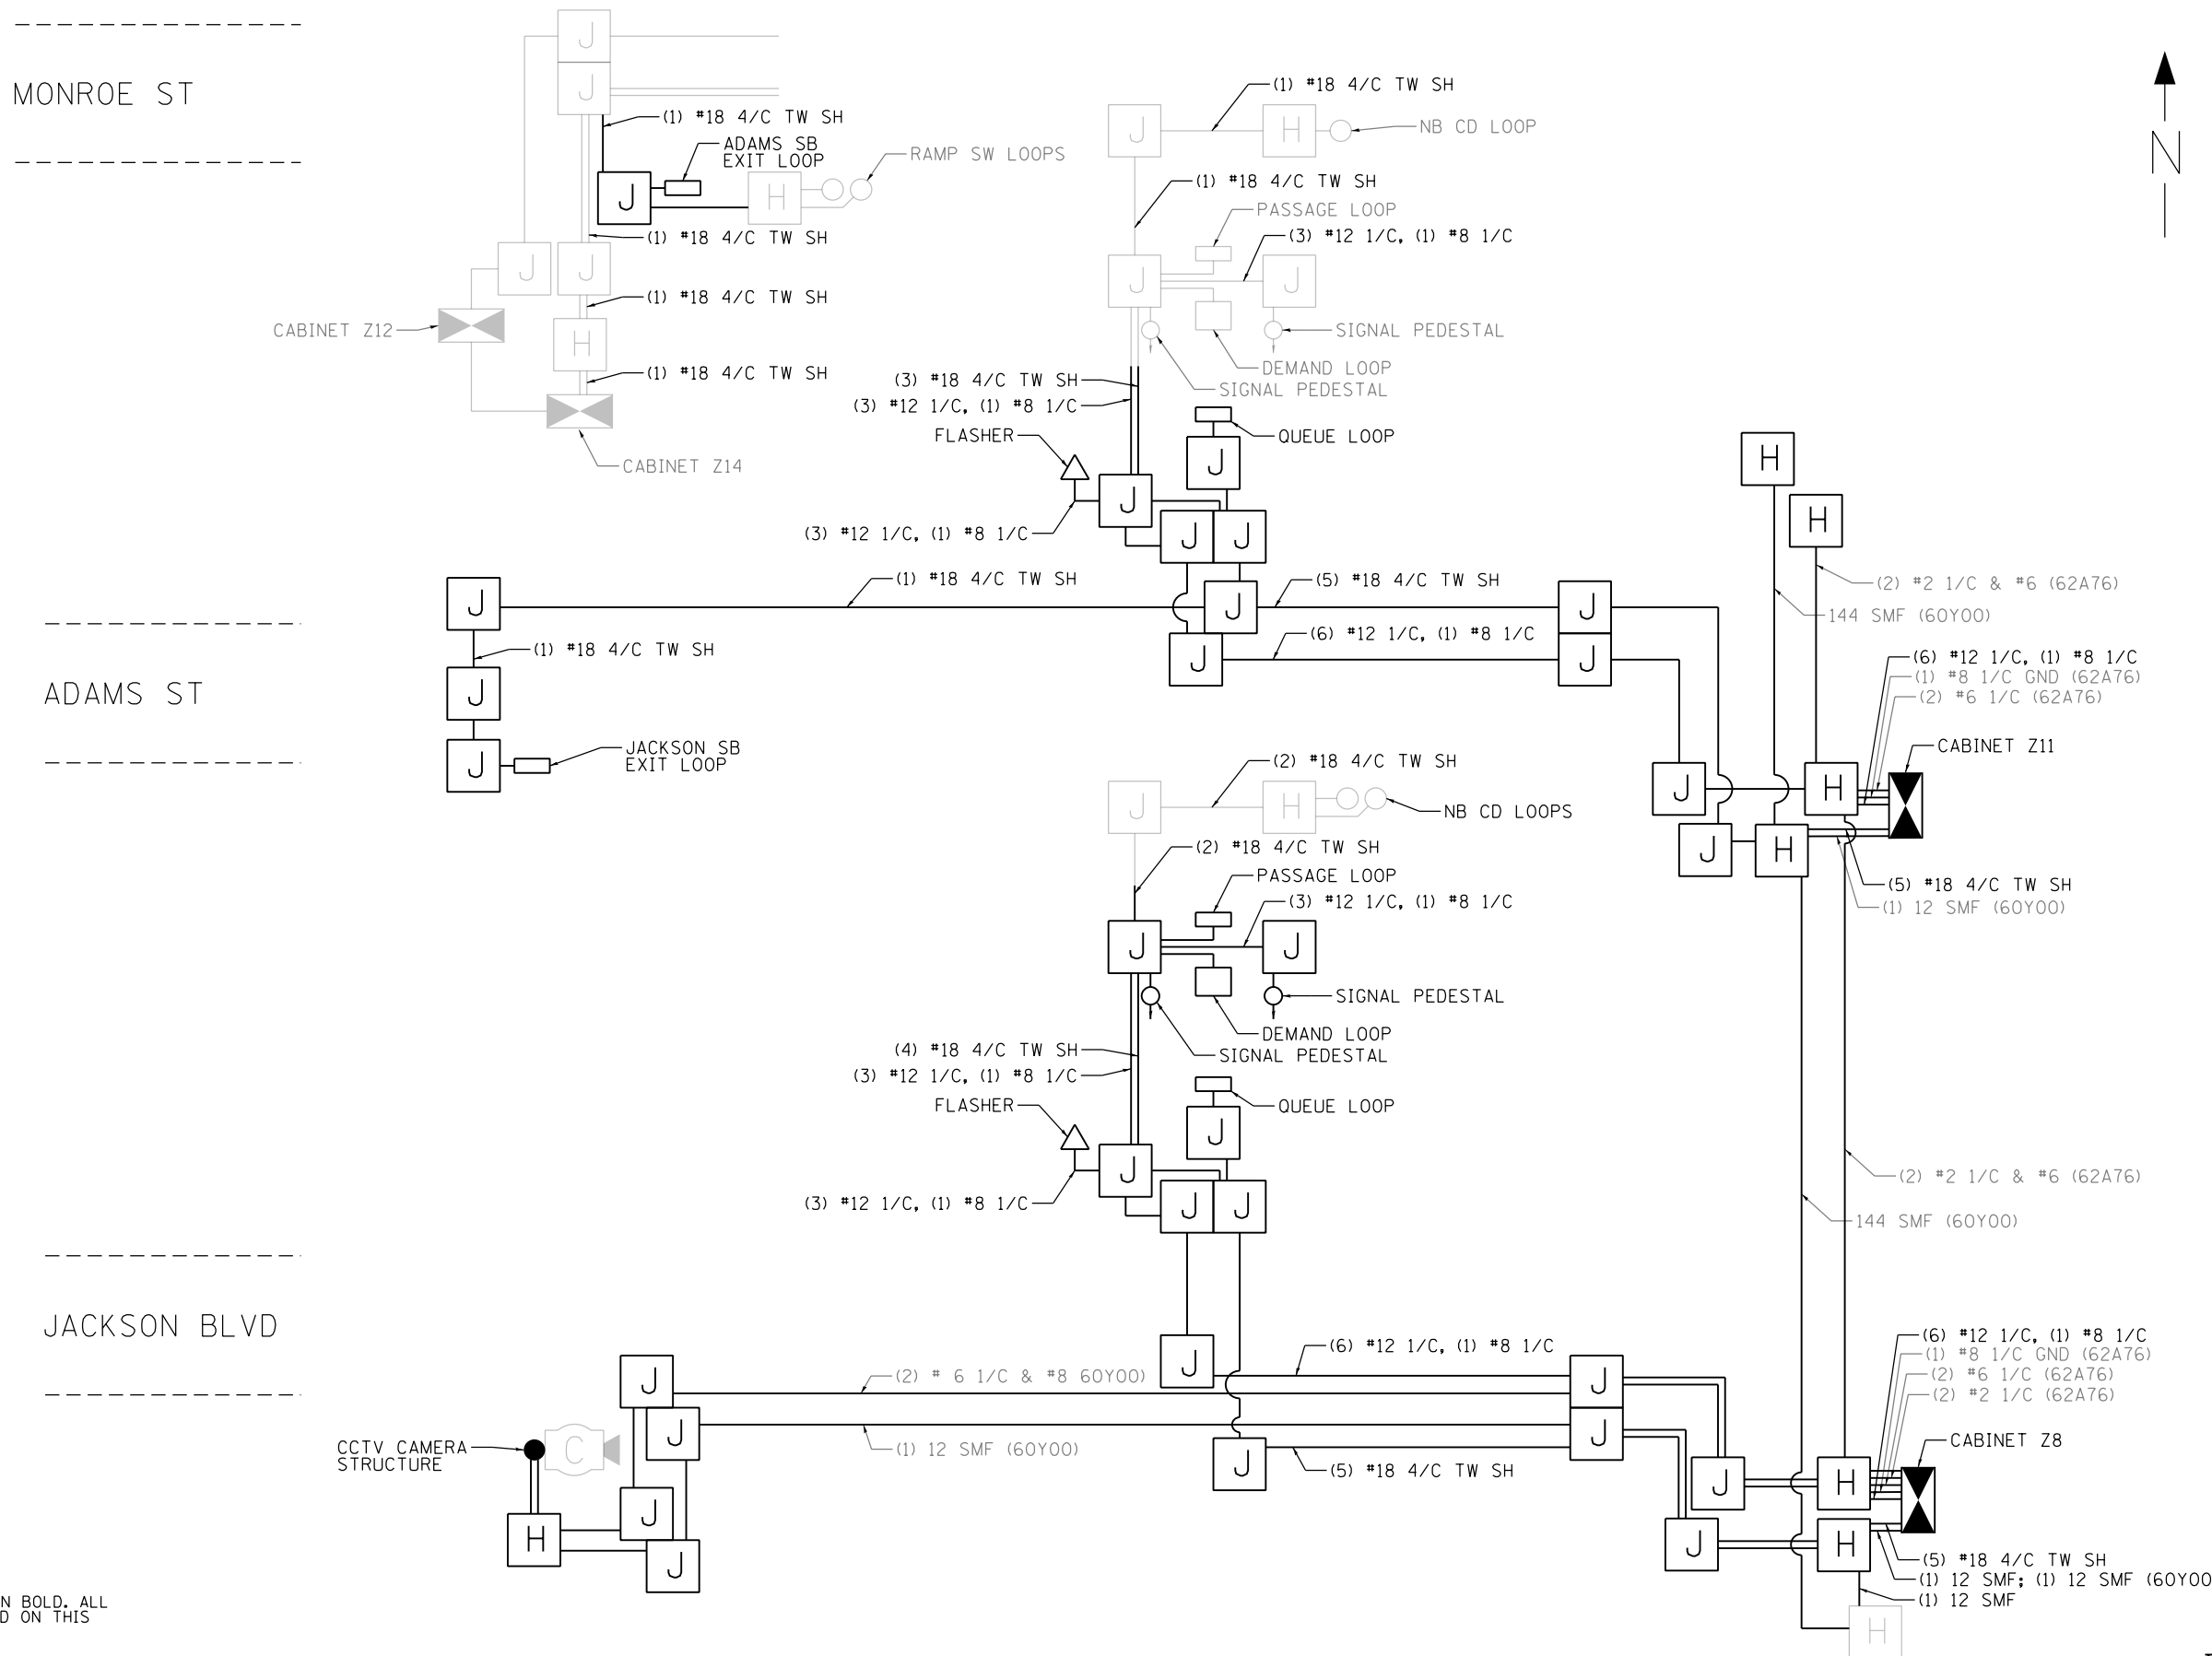 MONROE ST
J
J
(1) #18 4/C TW SH
ADAMS SB
EXIT LOOP
RAMP SW LOOPS
J
H
(1) #18 4/C TW SH
J
J
(1) #18 4/C TW SH
CABINET Z12
H
(1) #18 4/C TW SH
CABINET Z14
(1) #18 4/C TW SH
J
H
NB CD LOOP
(1) #18 4/C TW SH
PASSAGE LOOP
(3) #12 1/C, (1) #8 1/C
J
J
SIGNAL PEDESTAL
DEMAND LOOP
SIGNAL PEDESTAL
(3) #18 4/C TW SH
(3) #12 1/C, (1) #8 1/C
FLASHER
QUEUE LOOP
J
J
J
J
(3) #12 1/C, (1) #8 1/C
N
H
H
(2) #2 1/C & #6 (62A76)
144 SMF (60Y00)
ADAMS ST
J
(1) #18 4/C TW SH
J
(5) #18 4/C TW SH
J
(1) #18 4/C TW SH
J
(6) #12 1/C, (1) #8 1/C
J
J
J
JACKSON SB
EXIT LOOP
(6) #12 1/C, (1) #8 1/C
(1) #8 1/C GND (62A76)
(2) #6 1/C (62A76)
CABINET Z11
J
H
J
H
(5) #18 4/C TW SH
(1) 12 SMF (60Y00)
(2) #18 4/C TW SH
J
H
NB CD LOOPS
(2) #18 4/C TW SH
PASSAGE LOOP
(3) #12 1/C, (1) #8 1/C
J
J
SIGNAL PEDESTAL
DEMAND LOOP
SIGNAL PEDESTAL
(4) #18 4/C TW SH
(3) #12 1/C, (1) #8 1/C
FLASHER
QUEUE LOOP
J
J
J
J
(3) #12 1/C, (1) #8 1/C
(2) #2 1/C & #6 (62A76)
144 SMF (60Y00)
JACKSON BLVD
J
(2) # 6 1/C & #8 60Y00)
J
(6) #12 1/C, (1) #8 1/C
J
J
(1) 12 SMF (60Y00)
J
(5) #18 4/C TW SH
J
CCTV CAMERA
STRUCTURE
C
J
H
J
(6) #12 1/C, (1) #8 1/C
(1) #8 1/C GND (62A76)
(2) #6 1/C (62A76)
(2) #2 1/C (62A76)
CABINET Z8
J
H
J
H
(5) #18 4/C TW SH
(1) 12 SMF; (1) 12 SMF (60Y00
(1) 12 SMF
H
N BOLD. ALL
D ON THIS